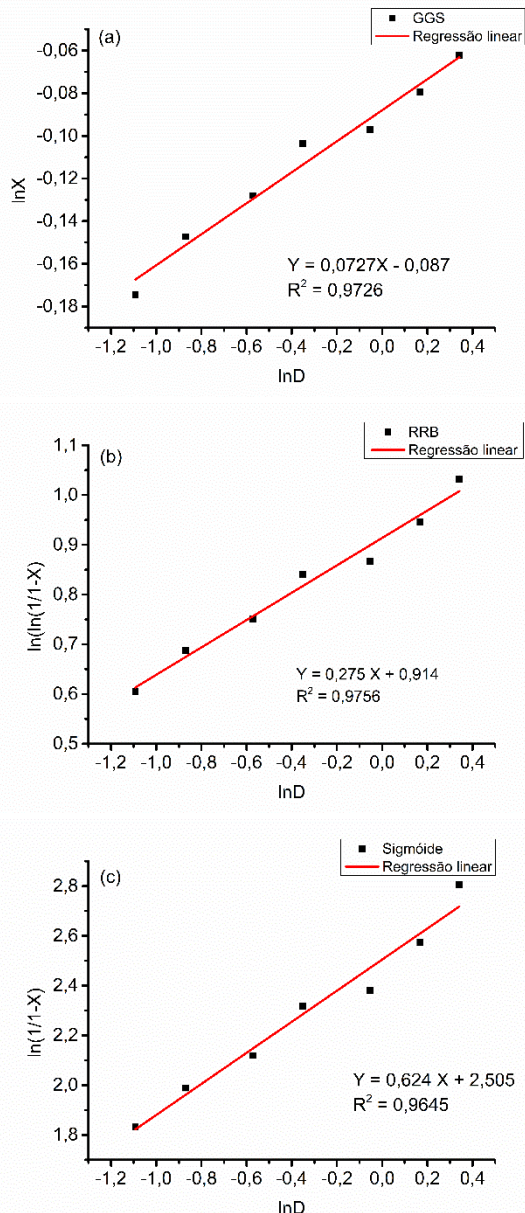 (a)
GGS
Regressão linear
-0,06
-0,08
-0,10
-0,12
-0,14
-0,16
-0,18
lnX
Y = 0,0727X - 0,087
R² = 0,9726
-1,2 -1,0 -0,8 -0,6 -0,4 -0,2 0,0 0,2 0,4
lnD
(b)
RRB
Regressão linear
1,1
1,0
0,9
0,8
0,7
0,6
0,5
ln(ln(1/1-X)
Y = 0,275 X + 0,914
R² = 0,9756
-1,2 -1,0 -0,8 -0,6 -0,4 -0,2 0,0 0,2 0,4
lnD
(c)
Sigmóide
Regressão linear
2,8
2,6
2,4
2,2
2,0
1,8
ln(1/1-X)
Y = 0,624 X + 2,505
R² = 0,9645
-1,2 -1,0 -0,8 -0,6 -0,4 -0,2 0,0 0,2 0,4
lnD